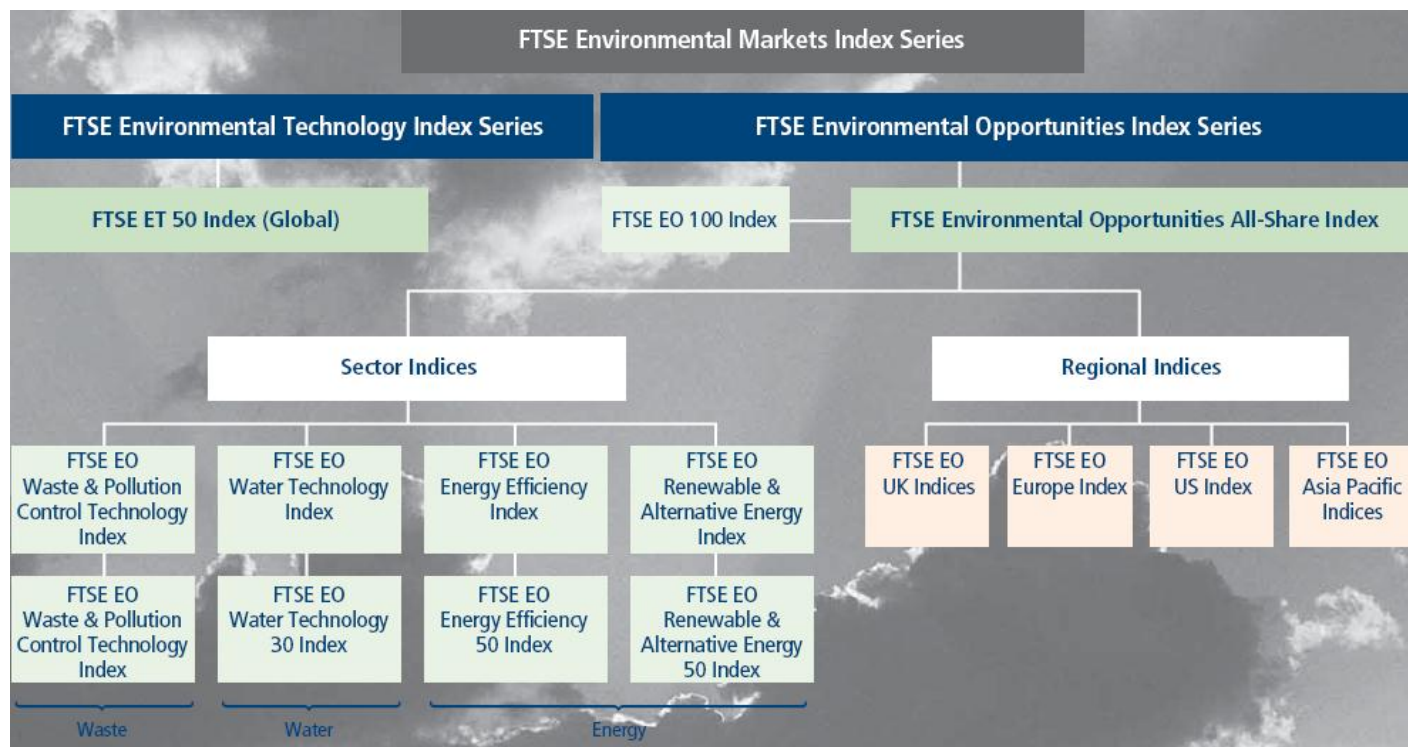 FTSE Environmental Markets Index Series
FTSE Environmental Technology Index Series
FTSE Environmental Opportunities Index Series
FTSE ET 50 Index (Global)
FTSE EO 100 Index
FTSE Environmental Opportunities All-Share Index
Sector Indices
Regional Indices
FTSE EO
Waste & Pollution
Control Technology
Index
FTSE EO
Water Technology
Index
FTSE EO
Energy Efficiency
Index
FTSE EO
Renewable &
Alternative Energy
Index
FTSE EO
UK Indices
FTSE EO
Europe Index
FTSE EO
US Index
FTSE EO
Asia Pacific
Indices
FTSE EO
Waste & Pollution
Control Technology
Index
FTSE EO
Water Technology
30 Index
FTSE EO
Energy Efficiency
50 Index
FTSE EO
Renewable &
Alternative Energy
50 Index
Waste
Water
Energy